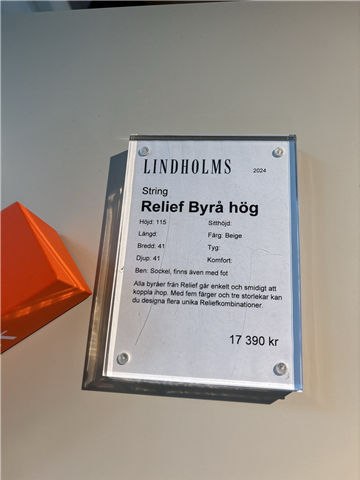 LINDHOLMS 2024
String
Relief Byrå hög
Höjd: 115 Sitthöjd:
Längd: Färg: Beige
Bredd: 41 Tyg:
Djup: 41 Komfort:
Ben: Sockel, finns även med fot
Alla byråer från Relief går enkelt och smidigt att
koppla ihop. Med fem färger och tre storlekar kan
du designa flera unika Reliefkombinationer.
17 390 kr
K